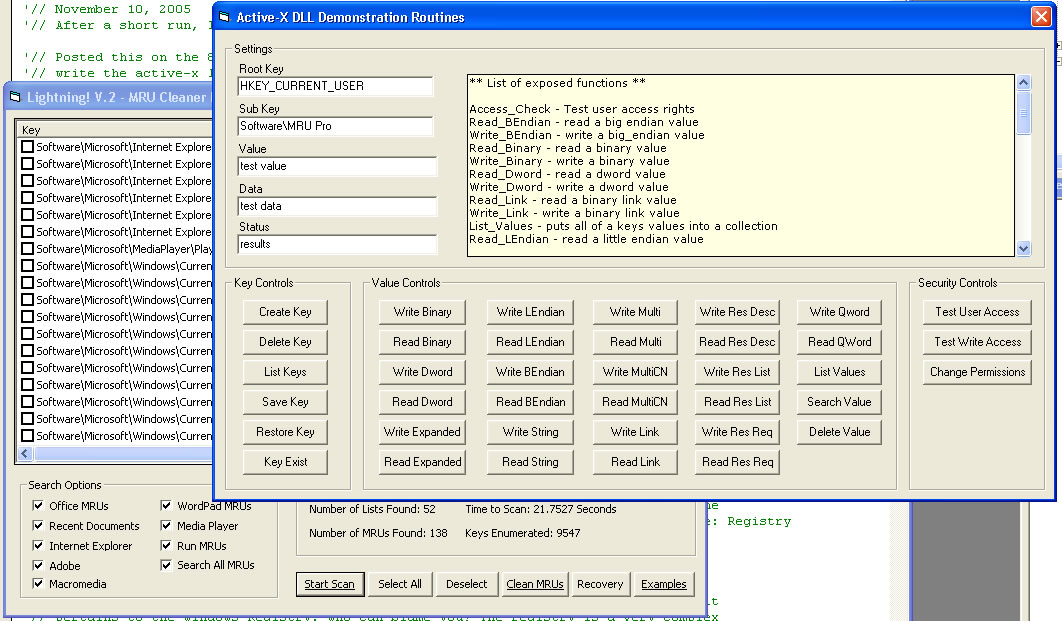 '// November 10, 2005
'// After a short run,
'// Posted this on the
'// write the active-x
Active-X DLL Demonstration Routines
Settings
Root Key
HKEY_CURRENT_USER
Sub Key
Software\MRU Pro
Value
test value
Data
test data
Status
results
** List of exposed functions **
Access_Check - Test user access rights
Read_BEndian - read a big endian value
Write_BEndian - write a big_endian value
Read_Binary - read a binary value
Write_Binary - write a binary value
Read_Dword - read a dword value
Write_Dword - write a dword value
Read_Link - read a binary link value
Write_Link - write a binary link value
List_Values - puts all of a keys values into a collection
Read_LEndian - read a little endian value
Key Controls
Create Key
Delete Key
List Keys
Save Key
Restore Key
Key Exist
Value Controls
Write Binary
Write LEndian
Write Multi
Write Res Desc
Write Qword
Read Binary
Read LEndian
Read Multi
Read Res Desc
Read QWord
Write Dword
Write BEndian
Write MultiCN
Write Res List
List Values
Read Dword
Read BEndian
Read MultiCN
Read Res List
Search Value
Write Expanded
Write String
Write Link
Write Res Req
Delete Value
Read Expanded
Read String
Read Link
Read Res Req
Security Controls
Test User Access
Test Write Access
Change Permissions
Lightning! V.2 - MRU Cleaner
Key
Software\Microsoft\Internet Explore
Software\Microsoft\Internet Explore
Software\Microsoft\Internet Explore
Software\Microsoft\Internet Explore
Software\Microsoft\Internet Explore
Software\Microsoft\Internet Explore
Software\Microsoft\MediaPlayer\Play
Software\Microsoft\Windows\Curren
Software\Microsoft\Windows\Curren
Software\Microsoft\Windows\Curren
Software\Microsoft\Windows\Curren
Software\Microsoft\Windows\Curren
Software\Microsoft\Windows\Curren
Software\Microsoft\Windows\Curren
Software\Microsoft\Windows\Curren
Software\Microsoft\Windows\Curren
Software\Microsoft\Windows\Curren
Software\Microsoft\Windows\Curren
Search Options
Office MRUs
WordPad MRUs
Recent Documents
Media Player
Internet Explorer
Run MRUs
Adobe
Search All MRUs
Macromedia
Number of Lists Found: 52
Time to Scan: 21.7527 Seconds
Number of MRUs Found: 138
Keys Enumerated: 9547
Start Scan
Select All
Deselect
Clean MRUs
Recovery
Examples
e: Registry
'// pertains to the Windows Registry. Who can blame you? The registry is a very complex